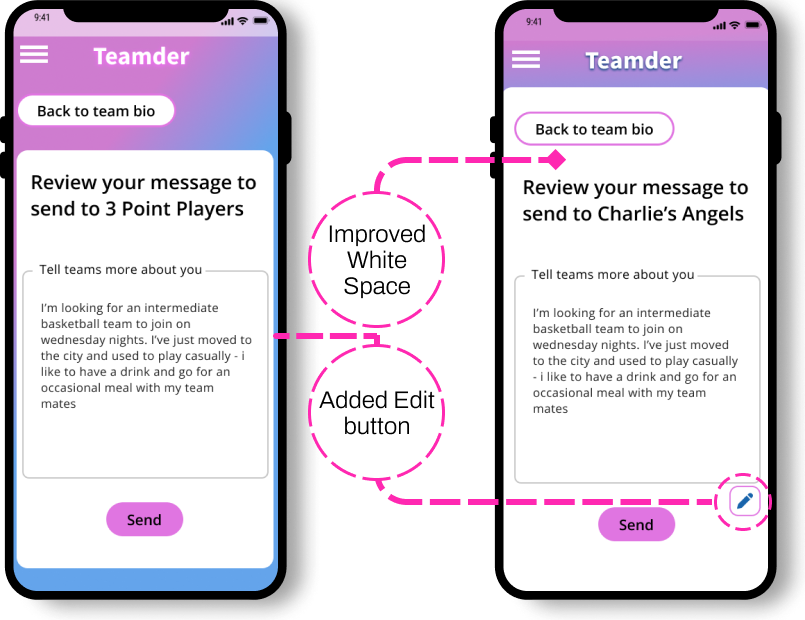 9:41
Teamder
Back to team bio
Review your message to
send to 3 Point Players
Tell teams more about you
I'm looking for an intermediate
basketball team to join on
wednesday nights. I've just moved to
the city and used to play casually - i
like to have a drink and go for an
occasional meal with my team
mates
Send
Improved
White
Space
Added Edit
button
9:41
Teamder
Back to team bio
Review your message to
send to Charlie's Angels
Tell teams more about you
I'm looking for an intermediate
basketball team to join on
wednesday nights. I've just moved
to the city and used to play casually
- i like to have a drink and go for an
occasional meal with my team
mates
Send